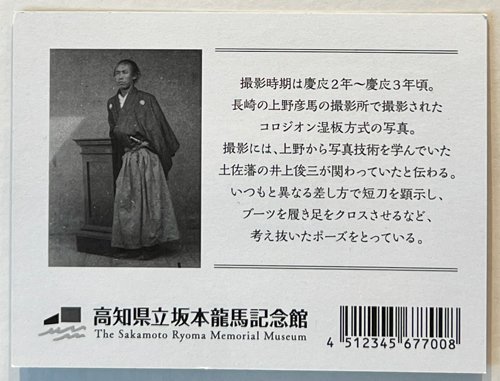 撮影時期は慶応2年〜慶応3年頃。
長崎の上野彦馬の撮影所で撮影された
コロジオン湿板方式の写真。
撮影には、上野から写真技術を学んでいた
土佐藩の井上俊三が関わっていたと伝わる。
いつもと異なる差し方で短刀を顕示し、
ブーツを履き足をクロスさせるなど、
考え抜いたポーズをとっている。
高知県立坂本龍馬記念館
The Sakamoto Ryoma Memorial Museum
4 512345 677008